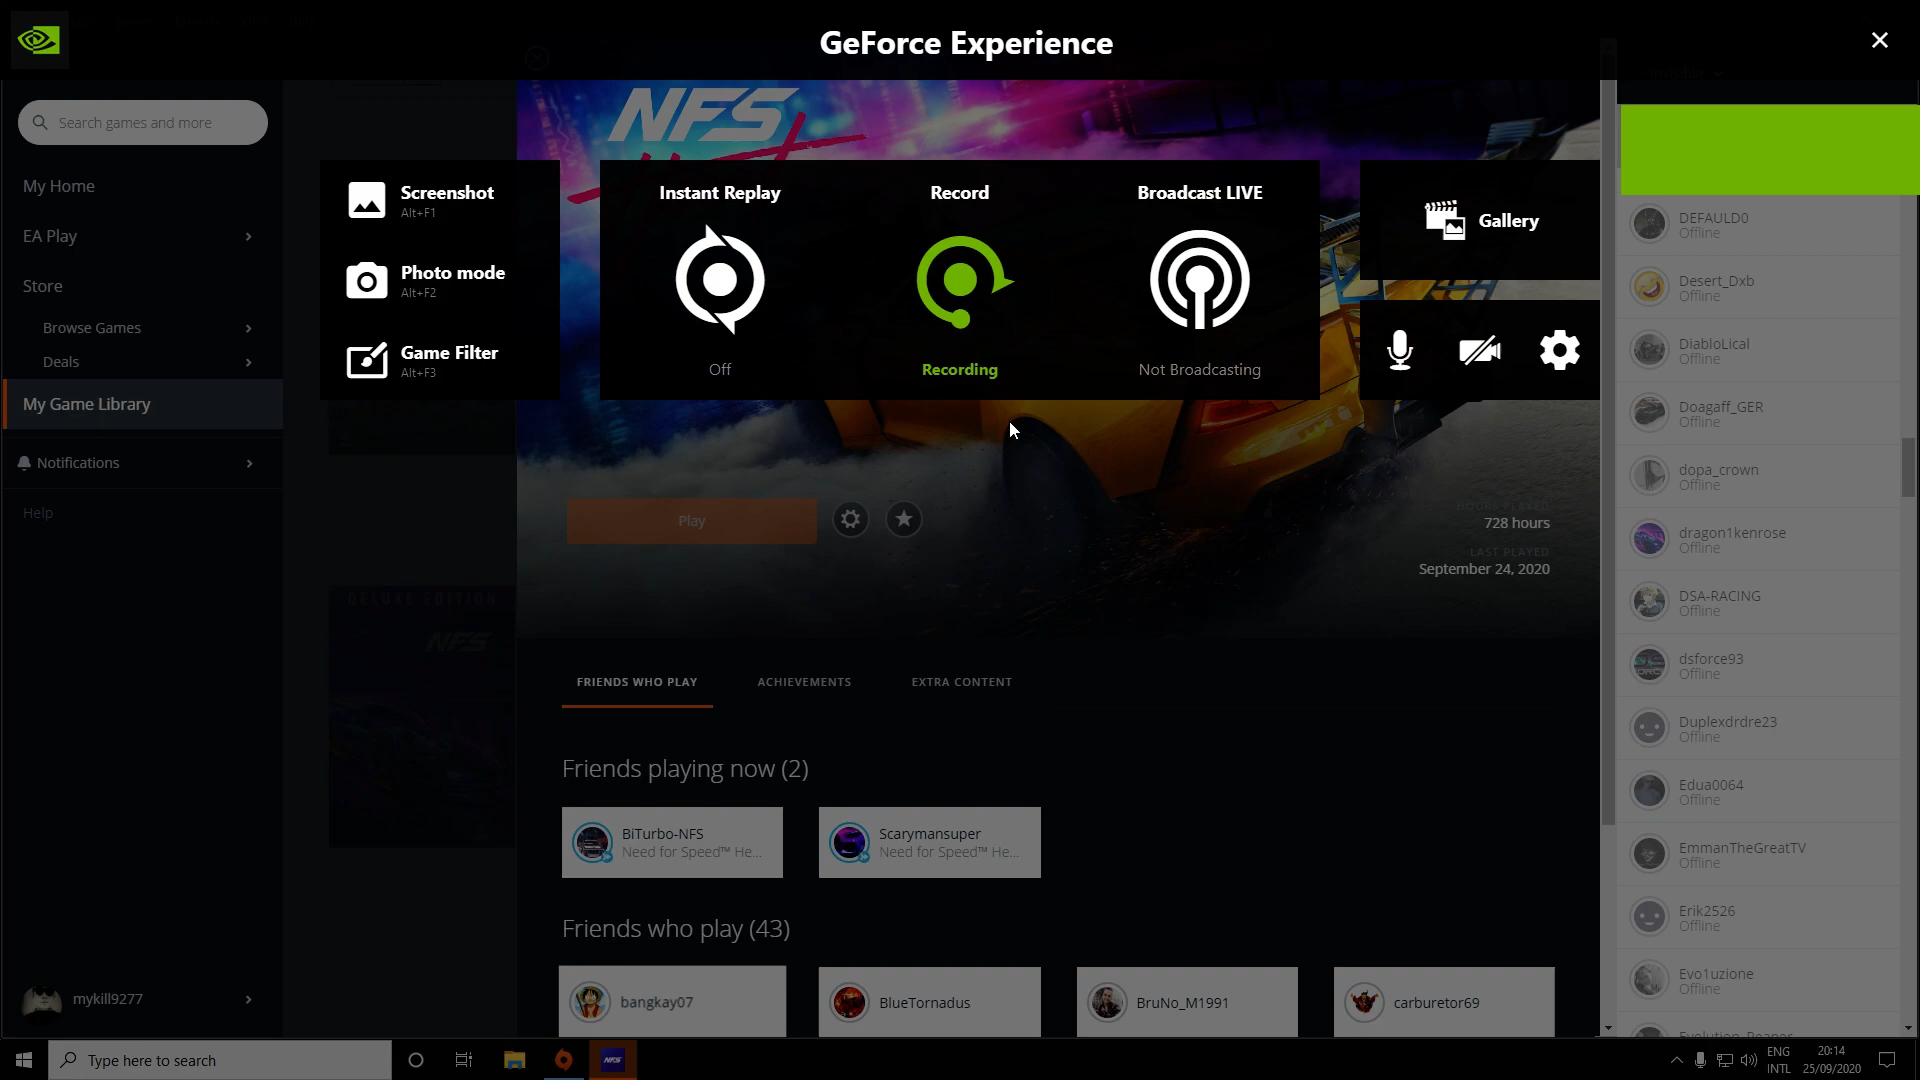 GeForce Experience
Search games and more
My Home
EA Play
Store
Browse Games
Deals
My Game Library
Notifications
Help
mykill9277
NFS
Screenshot
Alt+F1
Photo mode
Alt+F2
Game Filter
Alt+F3
Instant Replay
Off
Record
Recording
Broadcast LIVE
Not Broadcasting
Gallery
Play
HOURS PLAYED
728 hours
LAST PLAYED
September 24, 2020
DELUXE EDITION
NFS
FRIENDS WHO PLAY
ACHIEVEMENTS
EXTRA CONTENT
Friends playing now (2)
BiTurbo-NFS
Need for Speed™ He...
Scarymansuper
Need for Speed™ He...
Friends who play (43)
bangkay07
BlueTornadus
BruNo_M1991
carburetor69
DEFAULD0
Offline
Desert_Dxb
Offline
DiabloLical
Offline
Doagaff_GER
Offline
dopa_crown
Offline
dragon1kenrose
Offline
DSA-RACING
Offline
dsforce93
Offline
Duplexdrdre23
Offline
Edua0064
Offline
EmmanTheGreatTV
Offline
Erik2526
Offline
Evo1uzione
Offline
Type here to search
NFS
ENG
INTL
20:14
25/09/2020